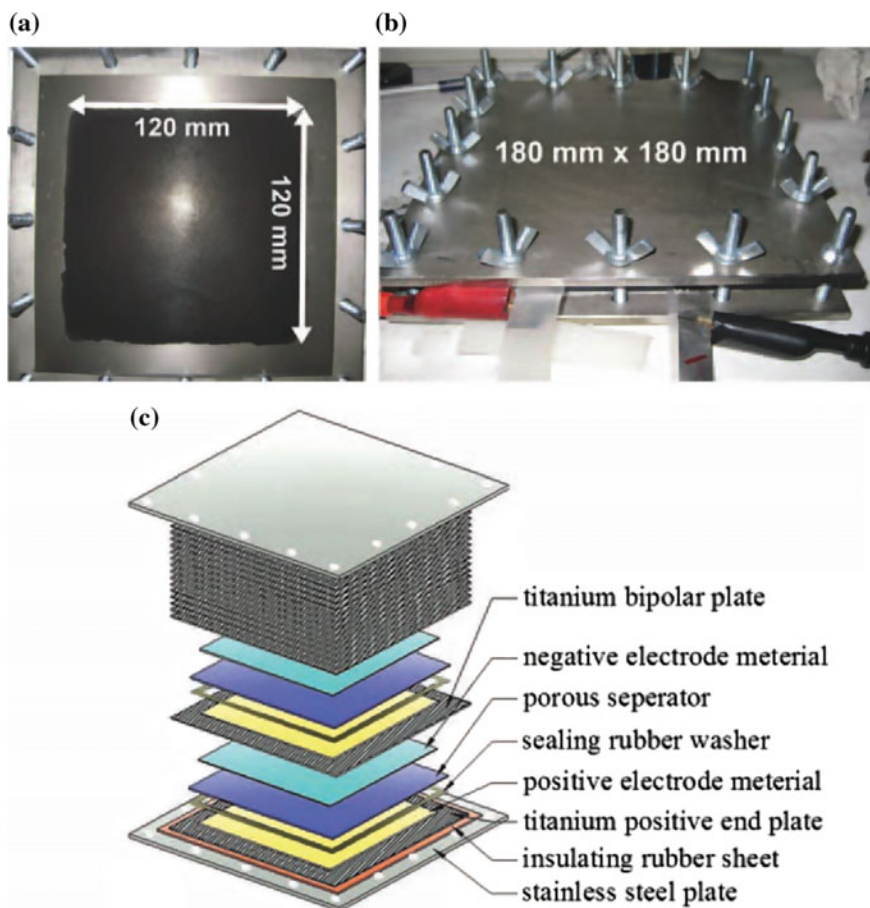 (a)
(b)
120 mm
120 mm
180 mm x 180 mm
(c)
titanium bipolar plate
negative electrode meterial
porous seperator
sealing rubber washer
positive electrode meterial
titanium positive end plate
insulating rubber sheet
stainless steel plate